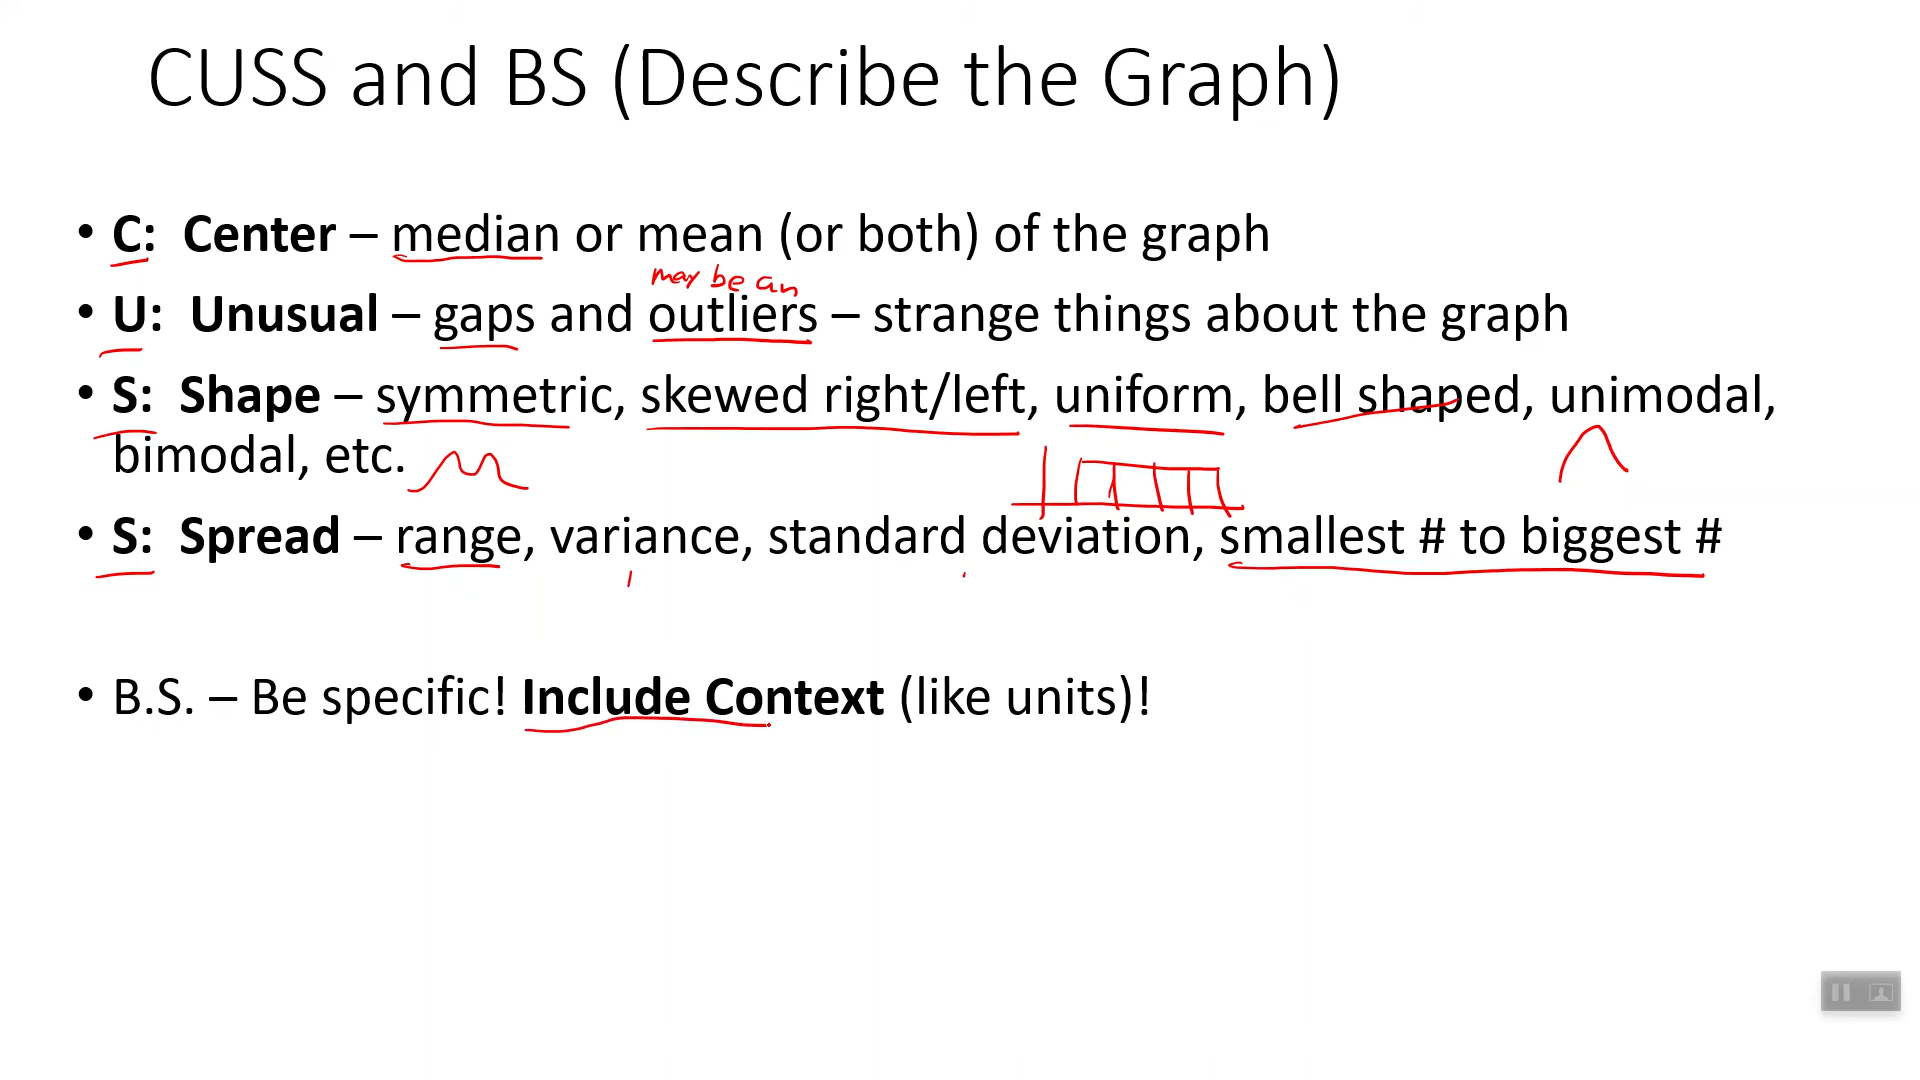 CUSS and BS (Describe the Graph)
• C: Center – median or mean (or both) of the graph
may be an
• U: Unusual – gaps and outliers – strange things about the graph
• S: Shape – symmetric, skewed right/left, uniform, bell shaped, unimodal,
bimodal, etc.
• S: Spread – range, variance, standard deviation, smallest # to biggest #
• B.S. – Be specific! Include Context (like units)!